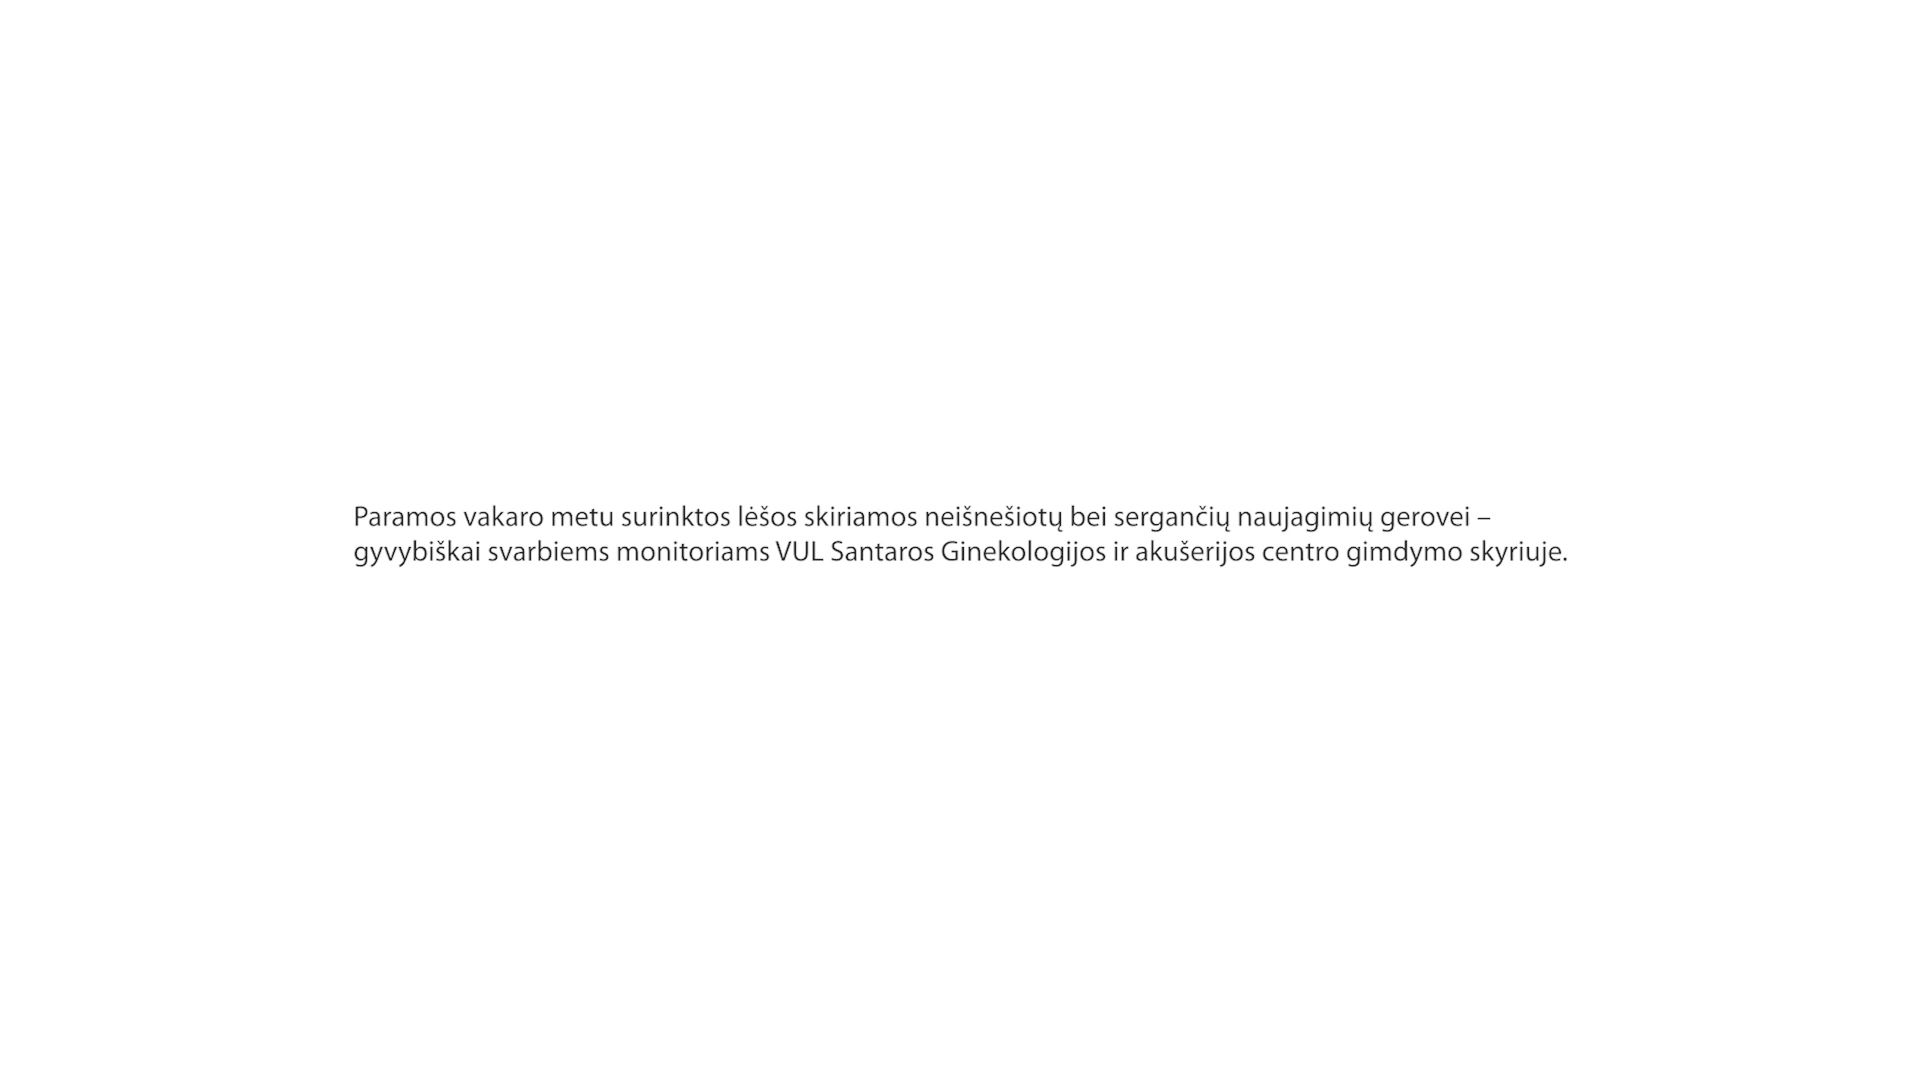 Paramos vakaro metu surinktos lėšos skiriamos neišnešiotų bei sergančių naujagimių gerovei –
gyvybiškai svarbiems monitoriams VUL Santaros Ginekologijos ir akušerijos centro gimdymo skyriuje.